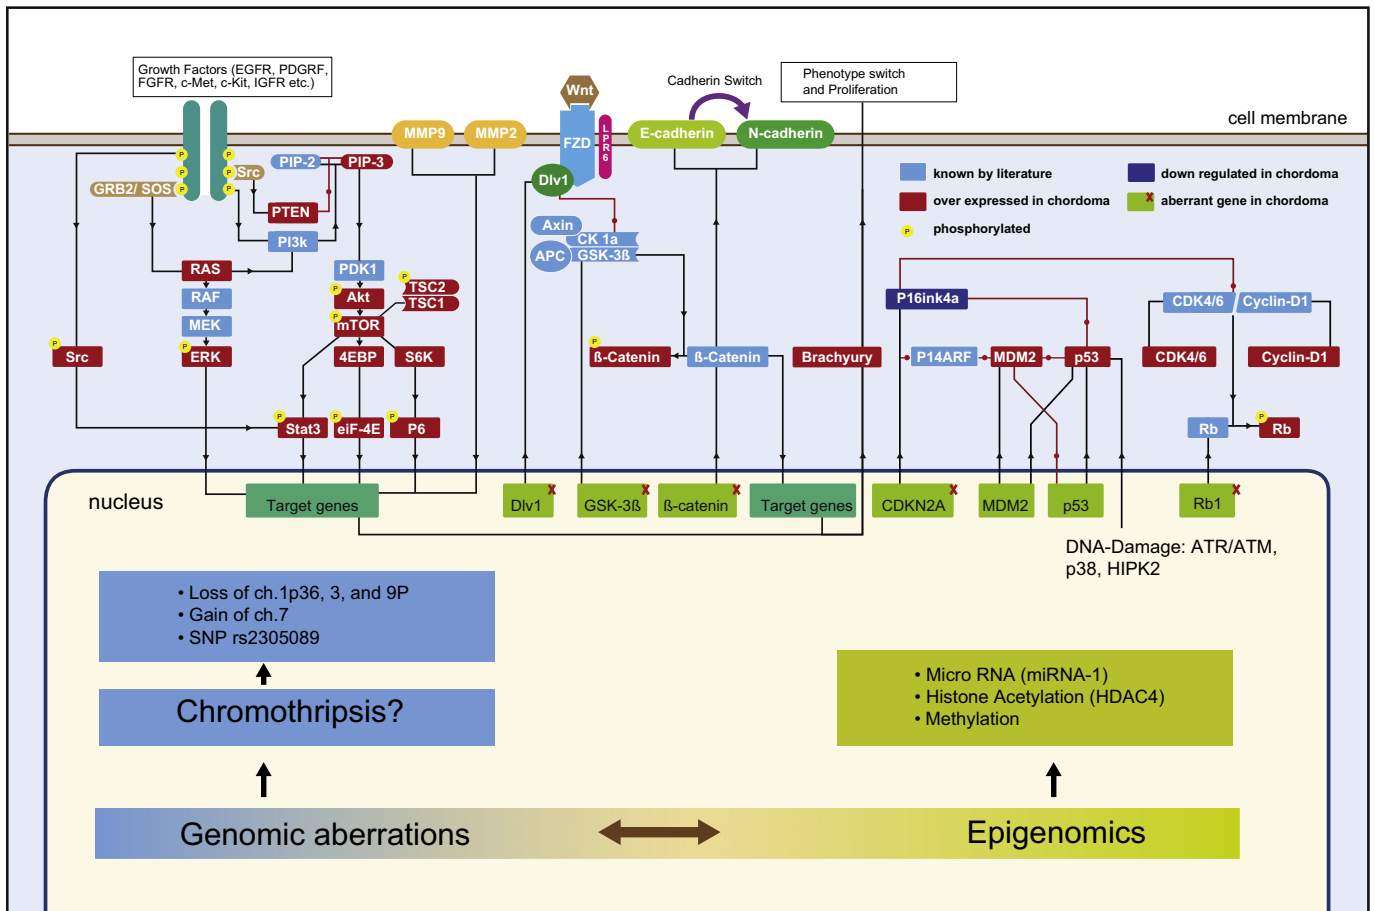 Growth Factors (EGFR, PDGRF,
FGFR, c-Met, c-Kit, IGFR etc.)
Wnt
Cadherin Switch
Phenotype switch
and Proliferation
cell membrane
MMP9
MMP2
FZD
LPR6
E-cadherin
N-cadherin
P
P
P
P
P
P
PIP-2
PIP-3
Src
GRB2/ SOS
PTEN
PI3k
Dlv1
Axin
CK 1a
APC
GSK-3ß
known by literature
down regulated in chordoma
over expressed in chordoma
x
aberrant gene in chordoma
P
phosphorylated
RAS
RAF
MEK
P
ERK
P
Src
PDK1
P
Akt
P
mTOR
P
TSC2
TSC1
4EBP
S6K
P
Stat3
P
eiF-4E
P
P6
P
ß-Catenin
ß-Catenin
Brachyury
P16ink4a
P14ARF
MDM2
p53
CDK4/6
Cyclin-D1
CDK4/6
Cyclin-D1
Rb
P
Rb
nucleus
Target genes
Dlv1
x
GSK-3ß
x
ß-catenin
x
Target genes
CDKN2A
x
MDM2
p53
Rb1
x
DNA-Damage: ATR/ATM,
p38, HIPK2
• Loss of ch.1p36, 3, and 9P
• Gain of ch.7
• SNP rs2305089
Chromothripsis?
• Micro RNA (miRNA-1)
• Histone Acetylation (HDAC4)
• Methylation
Genomic aberrations
Epigenomics